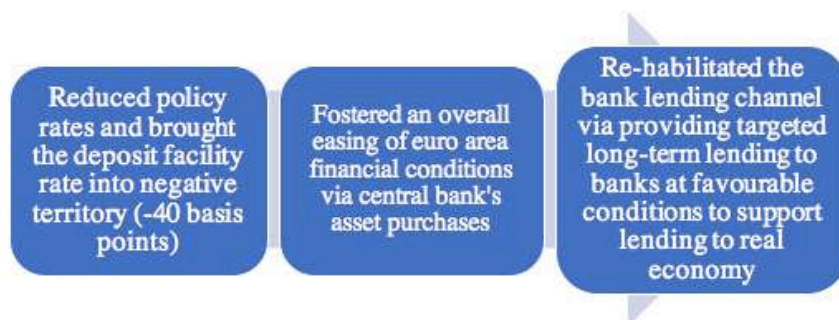 Reduced policy
rates and brought
the deposit facility
rate into negative
territory (-40 basis
points)
Fostered an overall
easing of euro area
financial conditions
via central bank's
asset purchases
Re-habilitated the
bank lending channel
via providing targeted
long-term lending to
banks at favourable
conditions to support
lending to real
economy